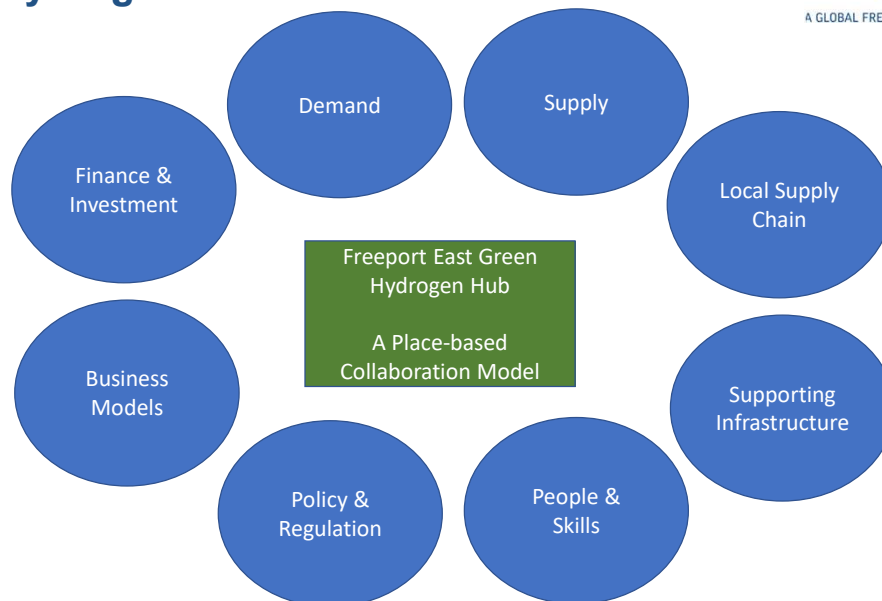 A GLOBAL FRE
Demand
Supply
Finance &
Investment
Local Supply
Chain
Freeport East Green
Hydrogen Hub
A Place-based
Collaboration Model
Business
Models
Supporting
Infrastructure
Policy &
Regulation
People &
Skills